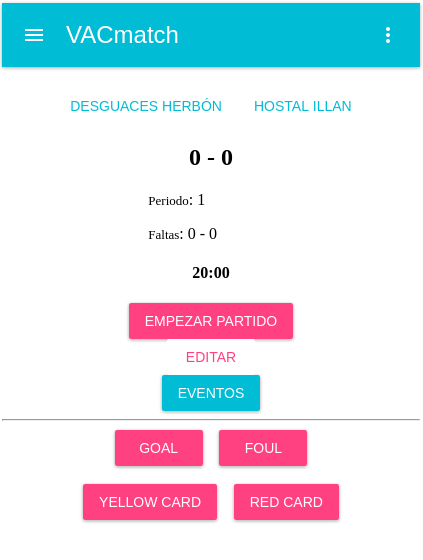 VACmatch
DESGUACES HERBÓN HOSTAL ILLAN
0 - 0
Periodo: 1
Faltas: 0 - 0
20:00
EMPEZAR PARTIDO
EDITAR
EVENTOS
GOAL FOUL
YELLOW CARD RED CARD